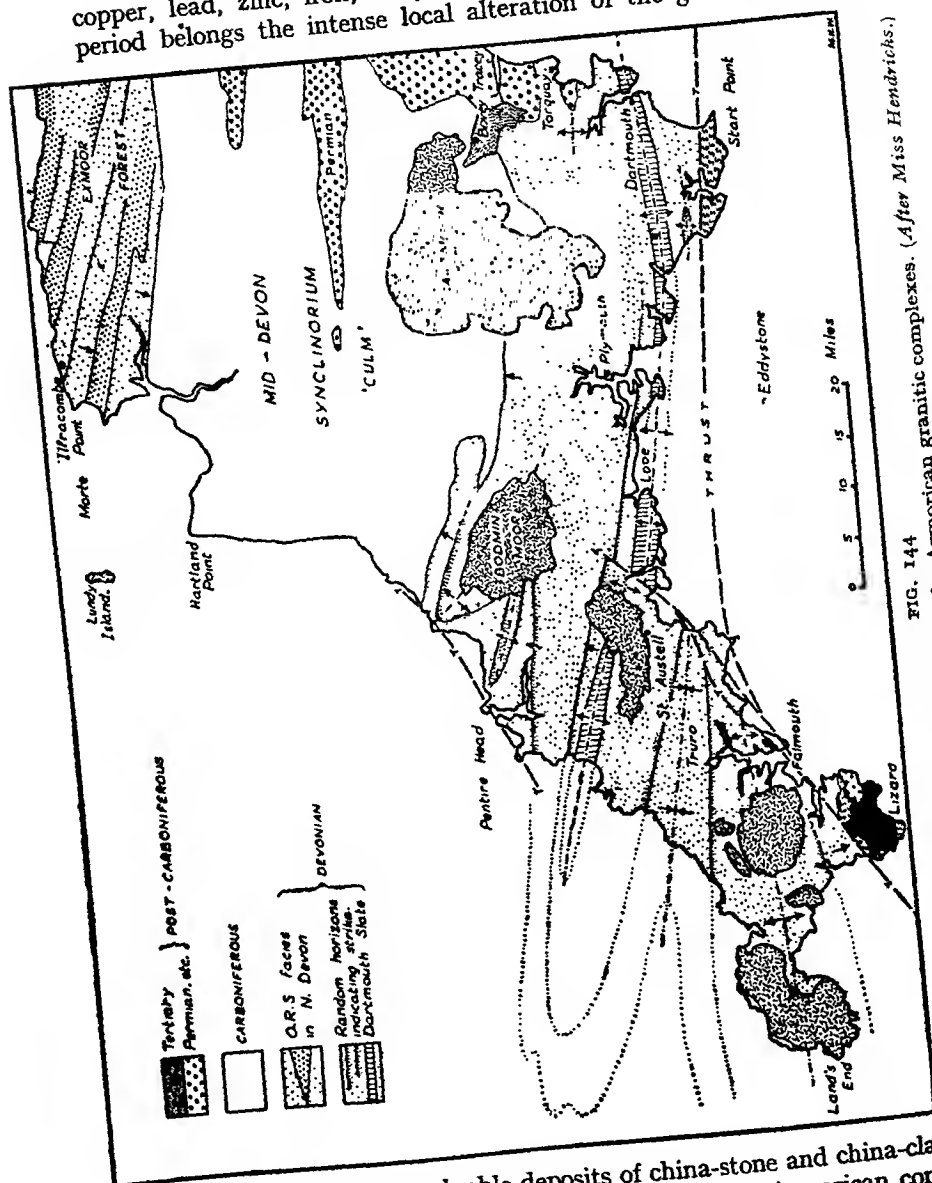 copper, lead, zinc,
period belongs the intense local alteration of the
Tertiary
Permian. etc.
POST-CARBONIFEROUS
CARBONIFEROUS
O.R.S facies
in N. Devon
DEVONIAN
Random horizons
indicating strike.
Dartmouth Slate
Lundy
Island.
Morte
Point
Ilfracombe
EXMOOR
FOREST
Hartland
Point
MID-DEVON
SYNCLINORIUM
'CULM'
Permian
Bovey Tracey
Torquay
Dartmouth
Start Point
Pentire Head
BODMIN
MOOR
Looe
THRUST
Eddystone
St. Austell
Truro
Falmouth
Lizard
Land's
End
0 5 10 15 20 Miles
FIG. 144
Armorican granitic complexes. (After Miss Hendricks.)
deposits of china-stone and china-cla